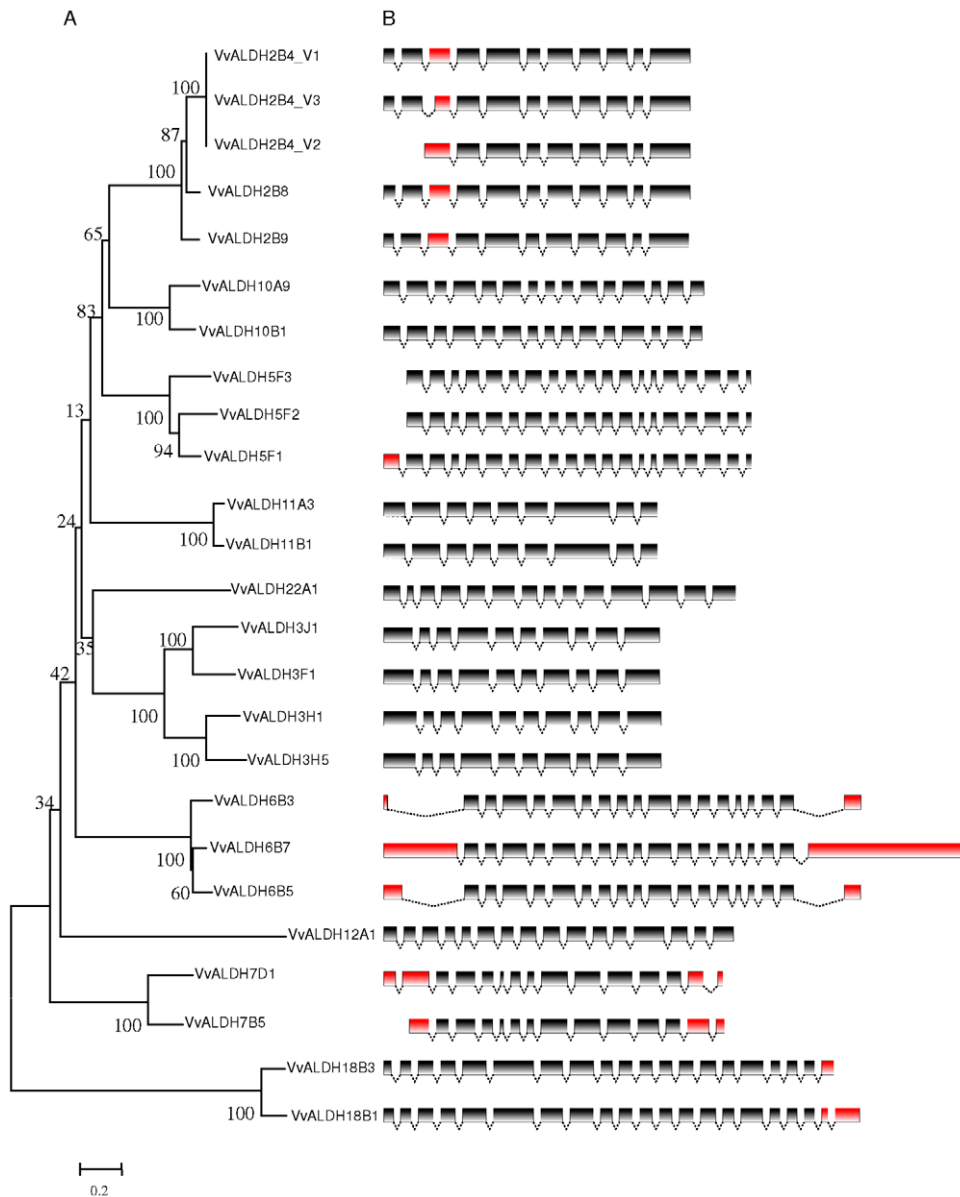 A B
VvALDH2B4_V1
100
VvALDH2B4_V3
87
VvALDH2B4_V2
100
VvALDH2B8
65
VvALDH2B9
VvALDH10A9
83
100
VvALDH10B1
VvALDH5F3
13
100
VvALDH5F2
94
VvALDH5F1
VvALDH11A3
24
100
VvALDH11B1
VvALDH22A1
VvALDH3J1
100
35
42
VvALDH3F1
100
VvALDH3H1
100
VvALDH3H5
34
VvALDH6B3
VvALDH6B7
100
60
VvALDH6B5
VvALDH12A1
VvALDH7D1
100
VvALDH7B5
VvALDH18B3
100
VvALDH18B1
0.2